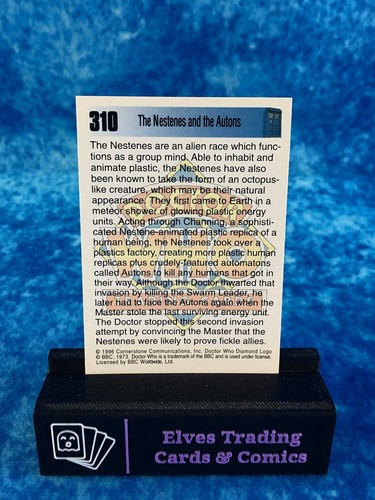 310 The Nestenes and the Autons
The Nestenes are an alien race which func-
tions as a group mind. Able to inhabit and
animate plastic, the Nestenes have also
been known to take the form of an octopus-
like creature, which may be their natural
appearance. They first came to Earth in a
meteor shower of glowing plastic energy
units. Acting through Channing, a sophisti-
cated Nestene-animated plastic replica of a
human being, the Nestenes took over a
plastics factory, creating more plastic human
replicas plus crudely-featured automatons
called Autons to kill any humans that got in
their way. Although the Doctor thwarted that
invasion by killing the Swarm Leader, he
later had to face the Autons again when the
Master stole the last surviving energy unit.
The Doctor stopped this second invasion
attempt by convincing the Master that the
Nestenes were likely to prove fickle allies.
© 1996 Cornerstone Communications, Inc. Doctor Who Diamond Logo
© BBC, 1973. Doctor Who is a trademark of the BBC and is used under license.
Licensed by BBC Worldwide, Ltd.
DOCTOR
WHO
Elves Trading
Cards & Comics